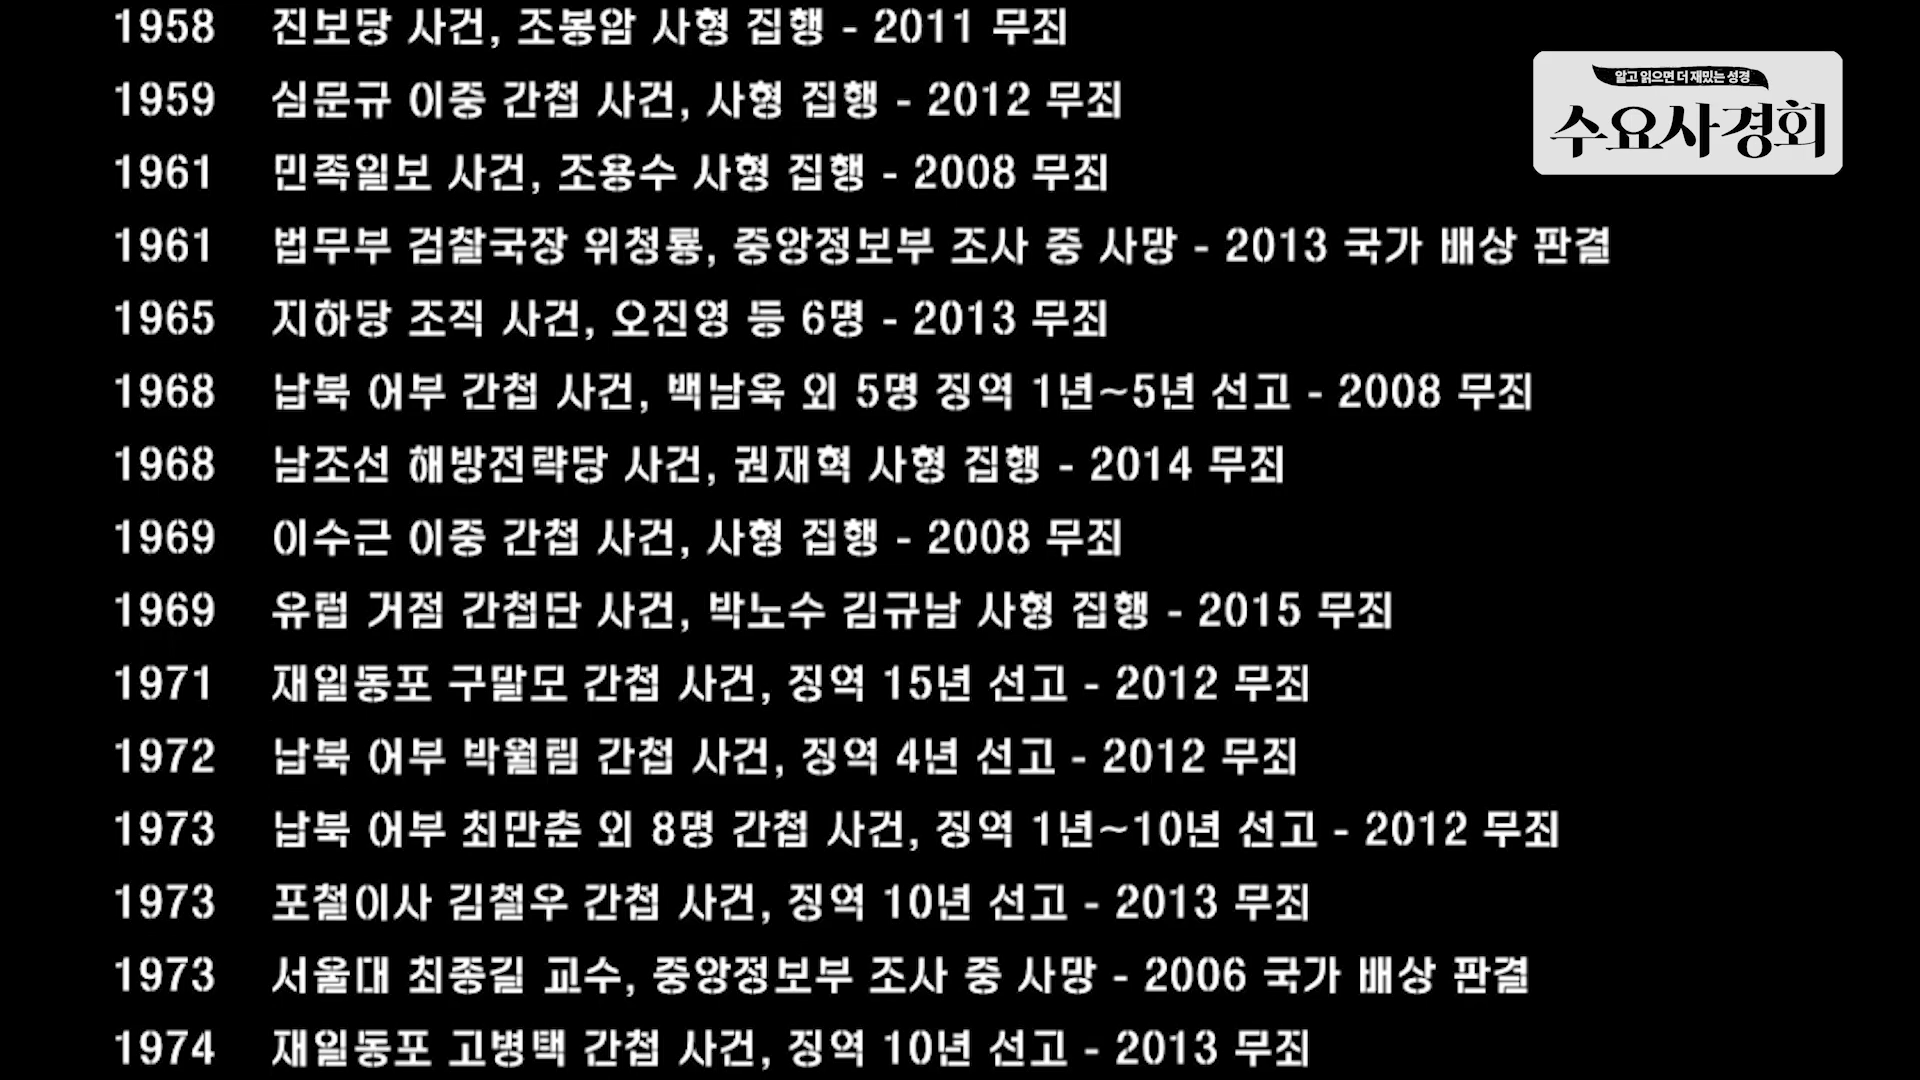 1958 진보당 사건, 조봉암 사형 집행 - 2011 무죄
1959 심문규 이중 간첩 사건, 사형 집행 - 2012 무죄
1961 민족일보 사건, 조용수 사형 집행 - 2008 무죄
1961 법무부 검찰국장 위청룡, 중앙정보부 조사 중 사망 - 2013 국가 배상 판결
1965 지하당 조직 사건, 오진영 등 6명 - 2013 무죄
1968 납북 어부 간첩 사건, 백남욱 외 5명 징역 1년~5년 선고 - 2008 무죄
1968 남조선 해방전략당 사건, 권재혁 사형 집행 - 2014 무죄
1969 이수근 이중 간첩 사건, 사형 집행 - 2008 무죄
1969 유럽 거점 간첩단 사건, 박노수 김규남 사형 집행 - 2015 무죄
1971 재일동포 구말모 간첩 사건, 징역 15년 선고 - 2012 무죄
1972 납북 어부 박월림 간첩 사건, 징역 4년 선고 - 2012 무죄
1973 납북 어부 최만춘 외 8명 간첩 사건, 징역 1년~10년 선고 - 2012 무죄
1973 포철이사 김철우 간첩 사건, 징역 10년 선고 - 2013 무죄
1973 서울대 최종길 교수, 중앙정보부 조사 중 사망 - 2006 국가 배상 판결
1974 재일동포 고병택 간첩 사건, 징역 10년 선고 - 2013 무죄
알고 읽으면 더 재밌는 성경
수요사경회